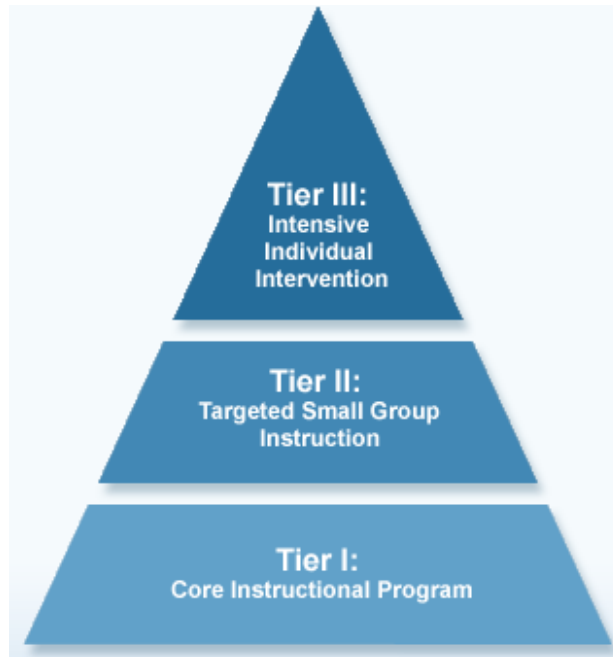 Tier III:
Intensive
Individual
Intervention
Tier II:
Targeted Small Group
Instruction
Tier I:
Core Instructional Program